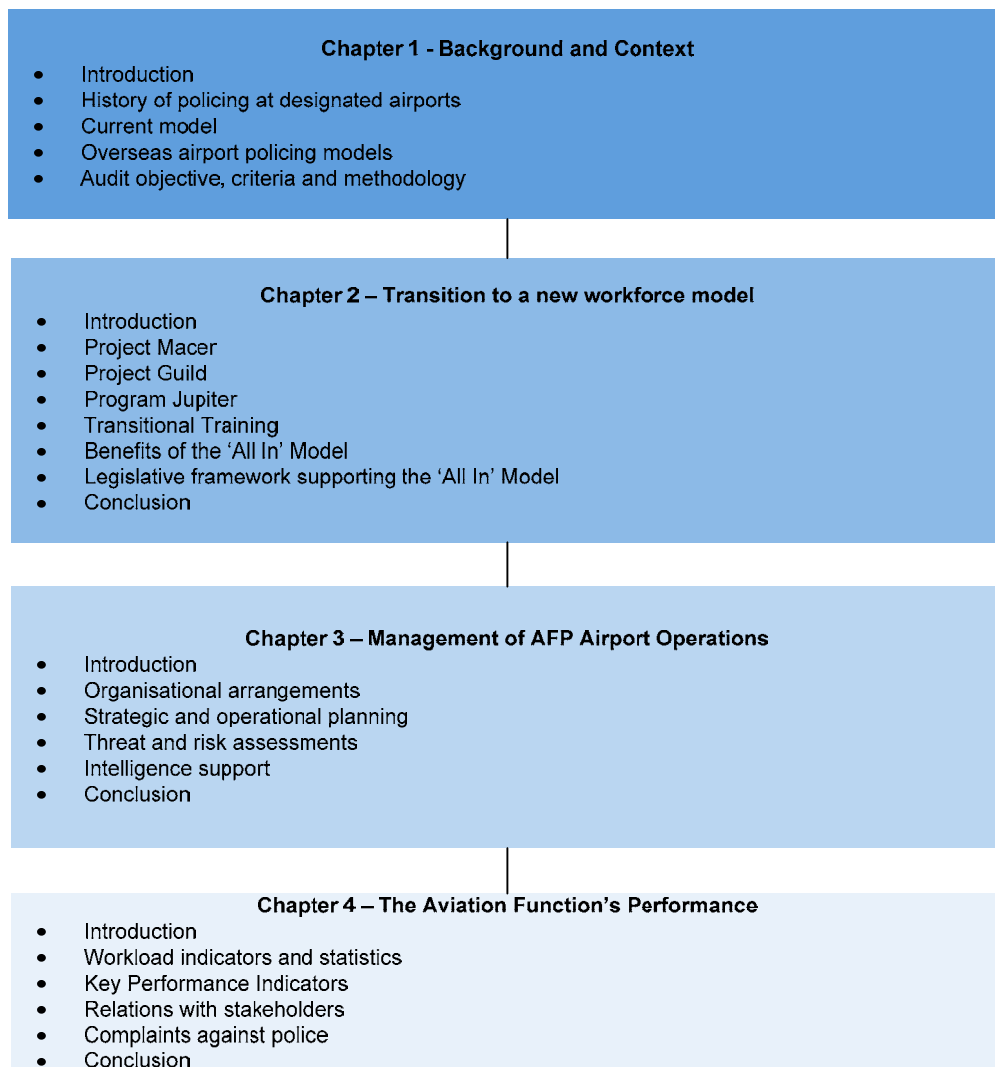 Chapter 1 - Background and Context
• Introduction
• History of policing at designated airports
• Current model
• Overseas airport policing models
• Audit objective, criteria and methodology
Chapter 2 – Transition to a new workforce model
• Introduction
• Project Macer
• Project Guild
• Program Jupiter
• Transitional Training
• Benefits of the ‘All In’ Model
• Legislative framework supporting the ‘All In’ Model
• Conclusion
Chapter 3 – Management of AFP Airport Operations
• Introduction
• Organisational arrangements
• Strategic and operational planning
• Threat and risk assessments
• Intelligence support
• Conclusion
Chapter 4 – The Aviation Function’s Performance
• Introduction
• Workload indicators and statistics
• Key Performance Indicators
• Relations with stakeholders
• Complaints against police
• Conclusion